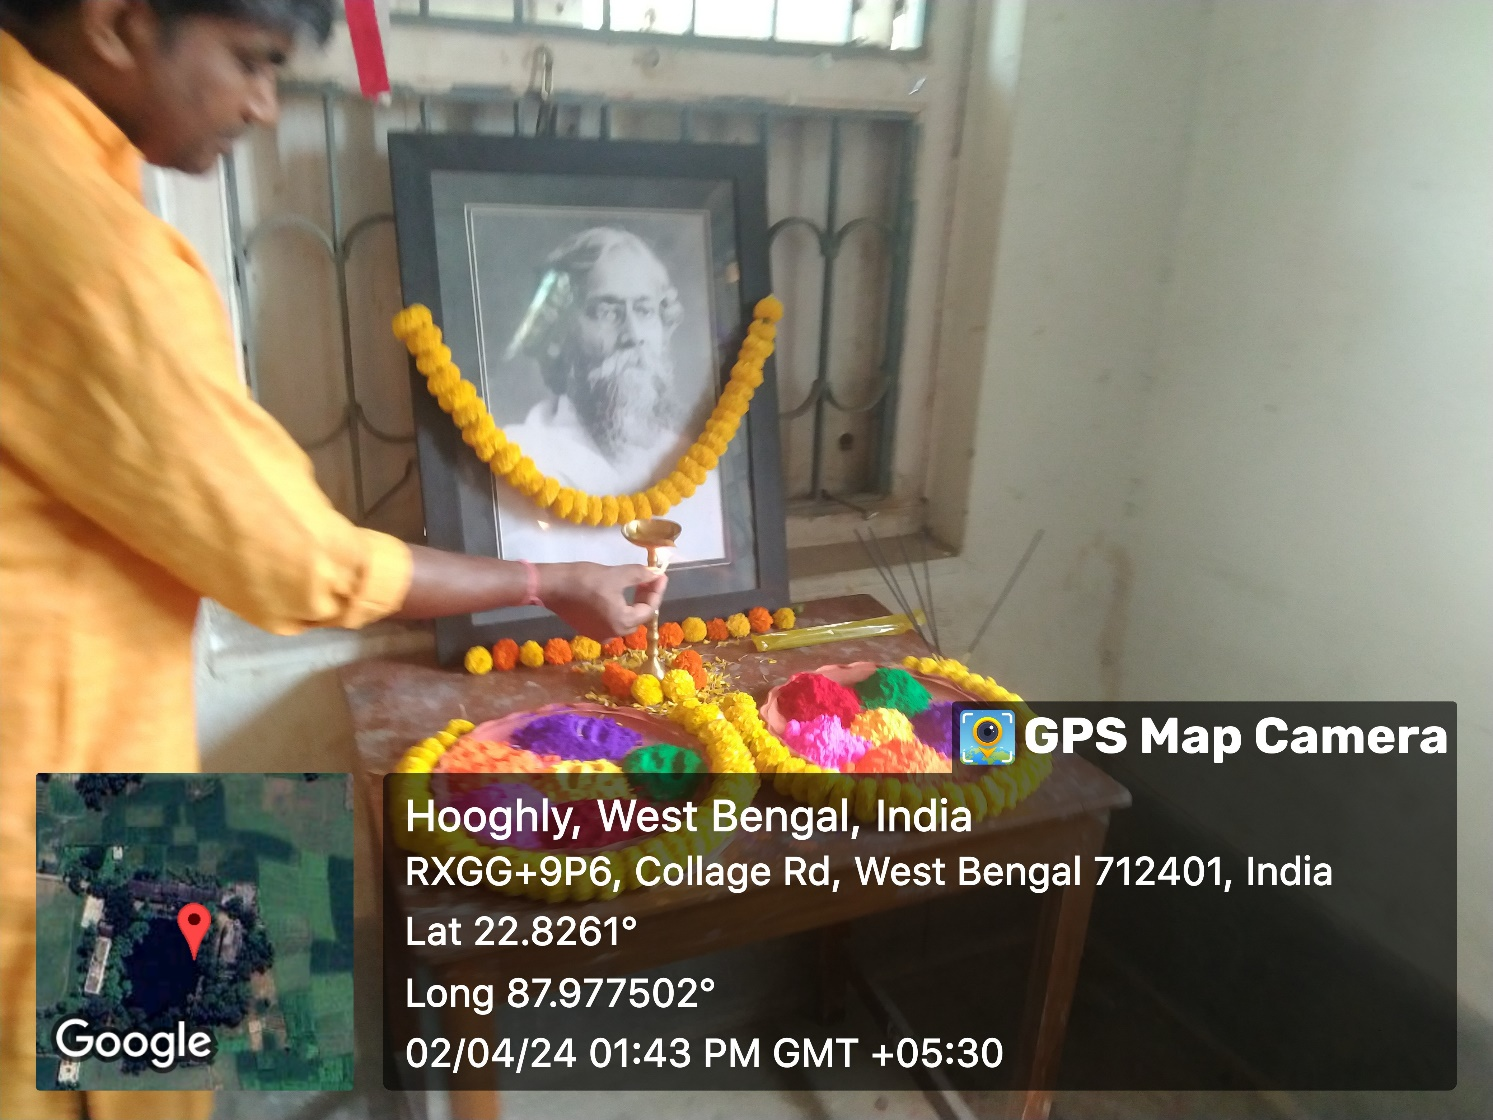 GPS Map Camera
Hooghly, West Bengal, India
RXGG+9P6, Collage Rd, West Bengal 712401, India
Lat 22.8261°
Long 87.977502°
02/04/24 01:43 PM GMT +05:30
Google